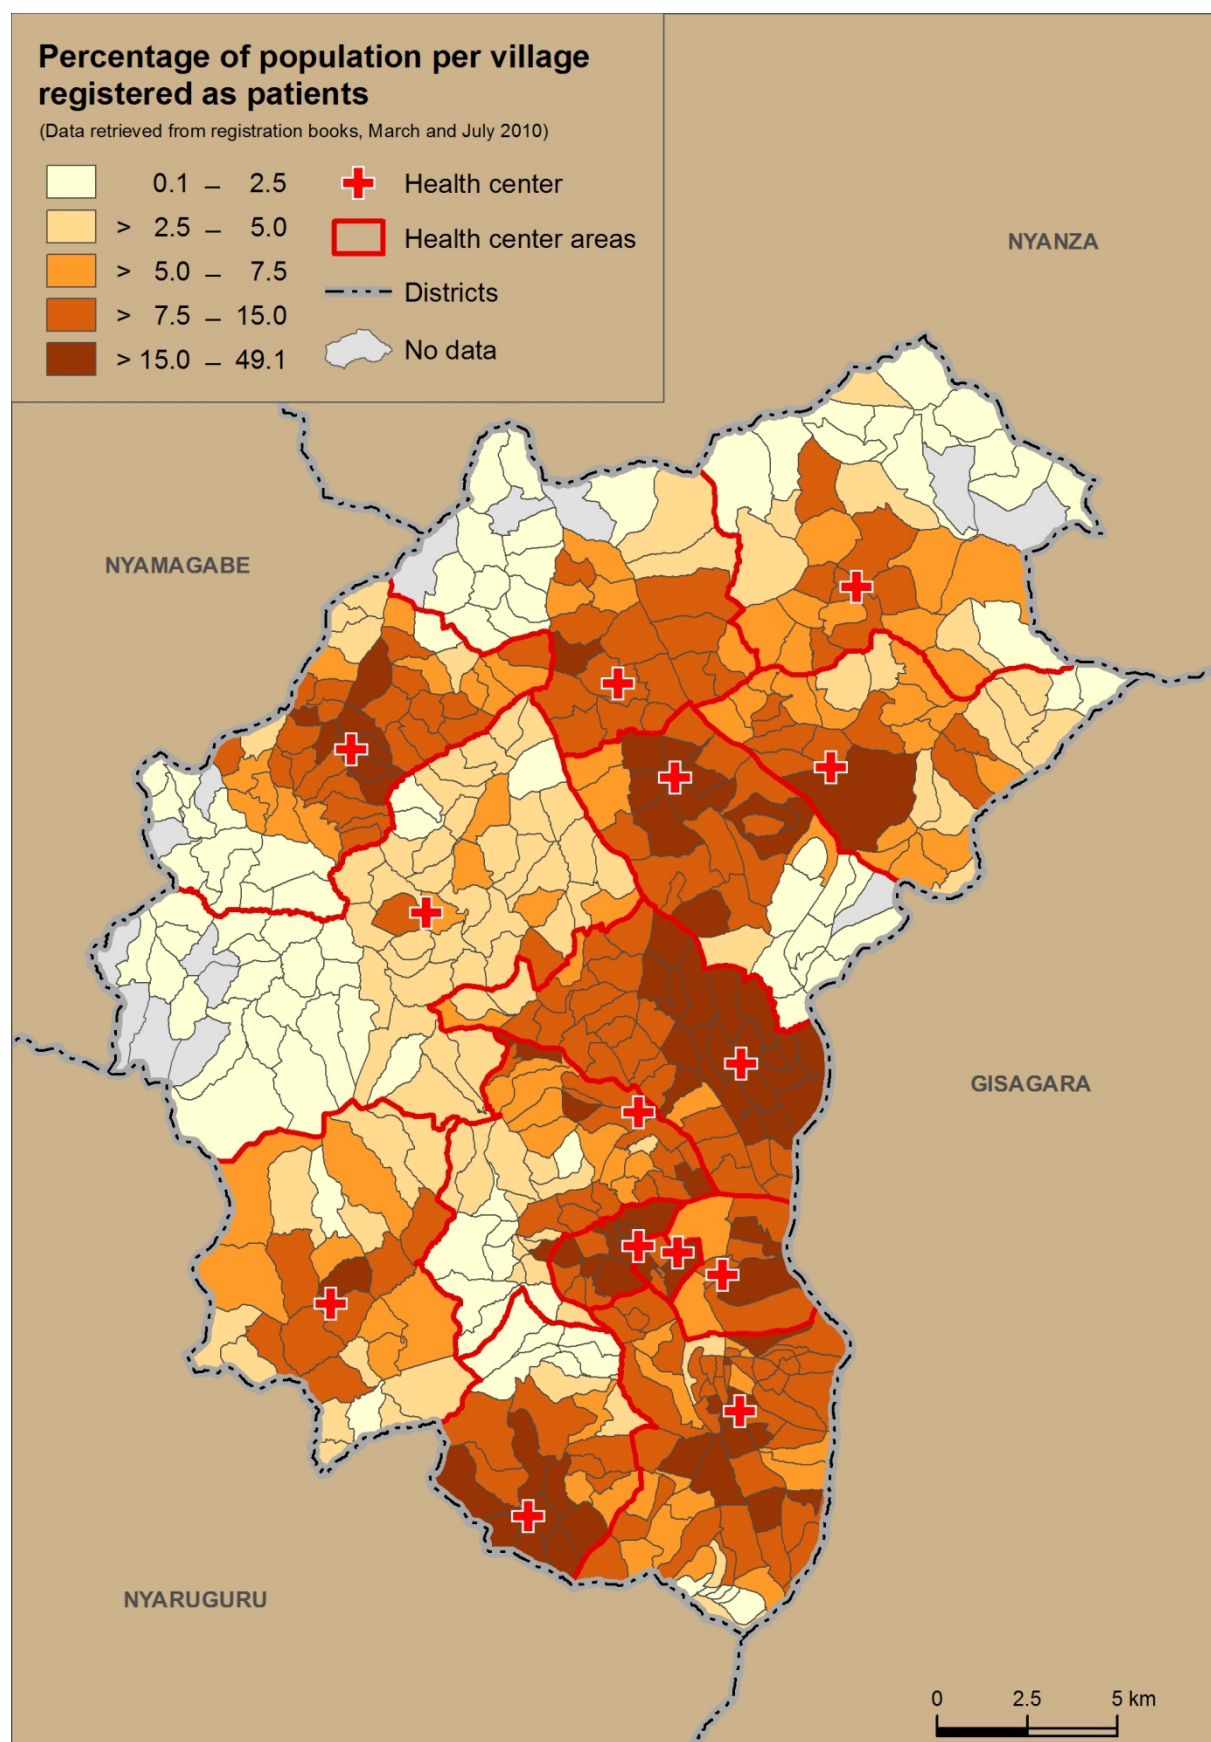 Percentage of population per village
registered as patients
(Data retrieved from registration books, March and July 2010)
0.1 – 2.5
> 2.5 – 5.0
> 5.0 – 7.5
> 7.5 – 15.0
> 15.0 – 49.1
Health center
Health center areas
Districts
No data
NYANZA
NYAMAGABE
GISAGARA
NYARUGURU
0 2.5 5 km